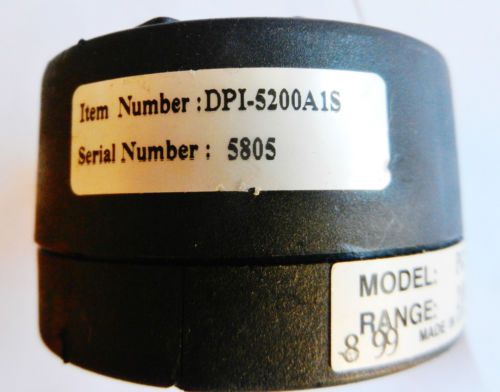 Item Number :DPI-5200A1S
Serial Number : 5805
MODEL:
RANGE:
MADE IN
8 99